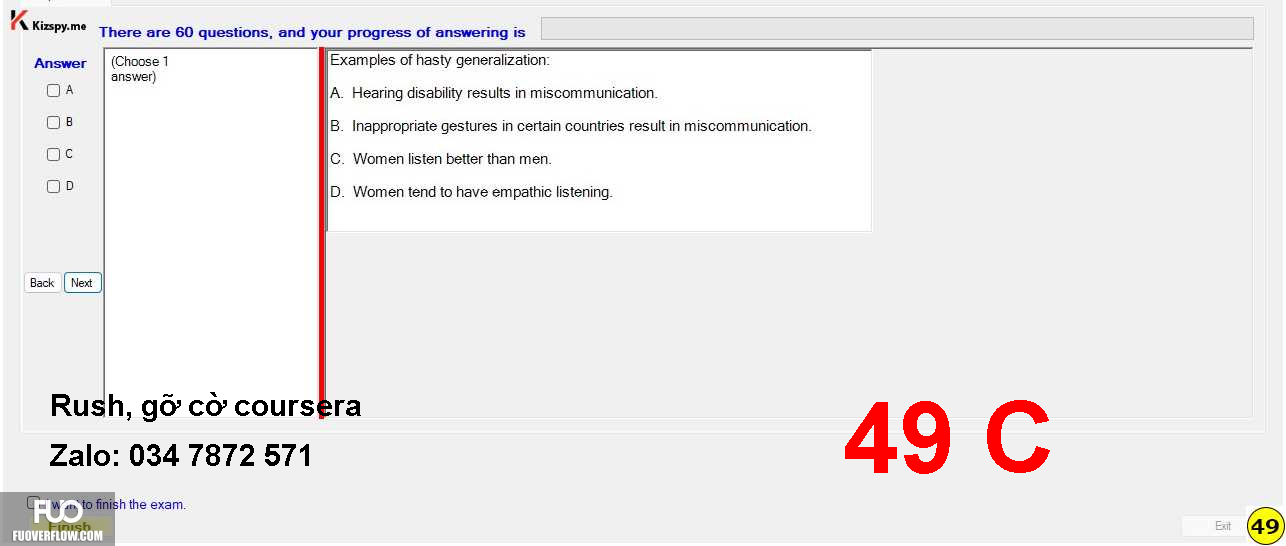 Kizspy.me
There are 60 questions, and your progress of answering is
Answer
(Choose 1
answer)
A
B
C
D
Examples of hasty generalization:
A. Hearing disability results in miscommunication.
B. Inappropriate gestures in certain countries result in miscommunication.
C. Women listen better than men.
D. Women tend to have empathic listening.
Back
Next
Rush, gỡ cờ coursera
Zalo: 034 7872 571
49 C
I want to finish the exam.
FUO
Finish
FUOVERFLOW.COM
Exit
49